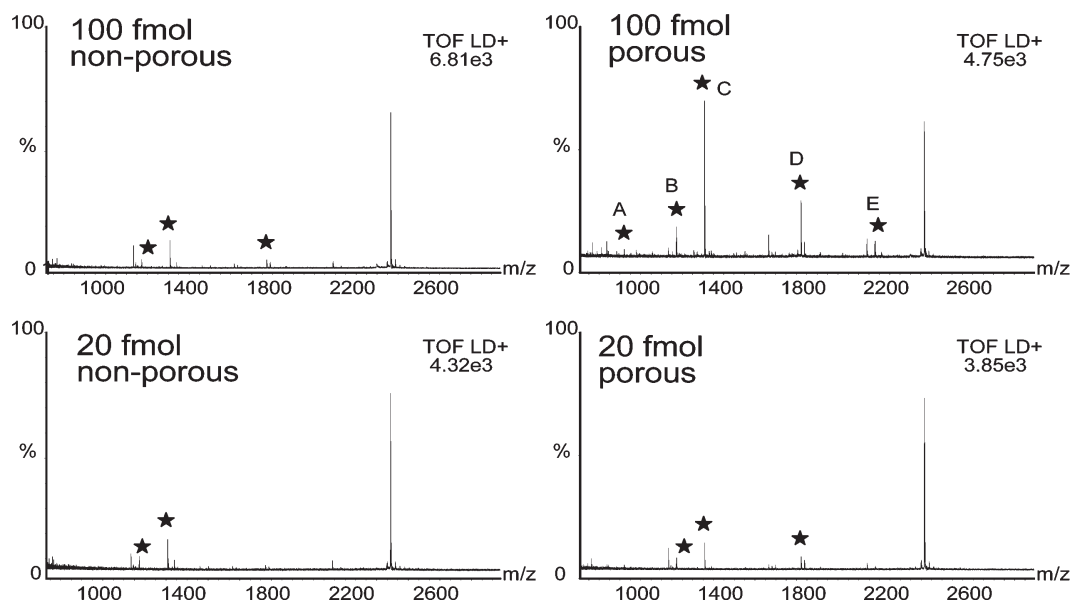 100
100 fmol
non-porous
TOF LD+
6.81e3
%
0
m/z
1000 1400 1800 2200 2600
100
100 fmol
porous
TOF LD+
4.75e3
C
%
D
B
A
E
0
m/z
1000 1400 1800 2200 2600
100
20 fmol
non-porous
TOF LD+
4.32e3
%
0
m/z
1000 1400 1800 2200 2600
100
20 fmol
porous
TOF LD+
3.85e3
%
0
m/z
1000 1400 1800 2200 2600